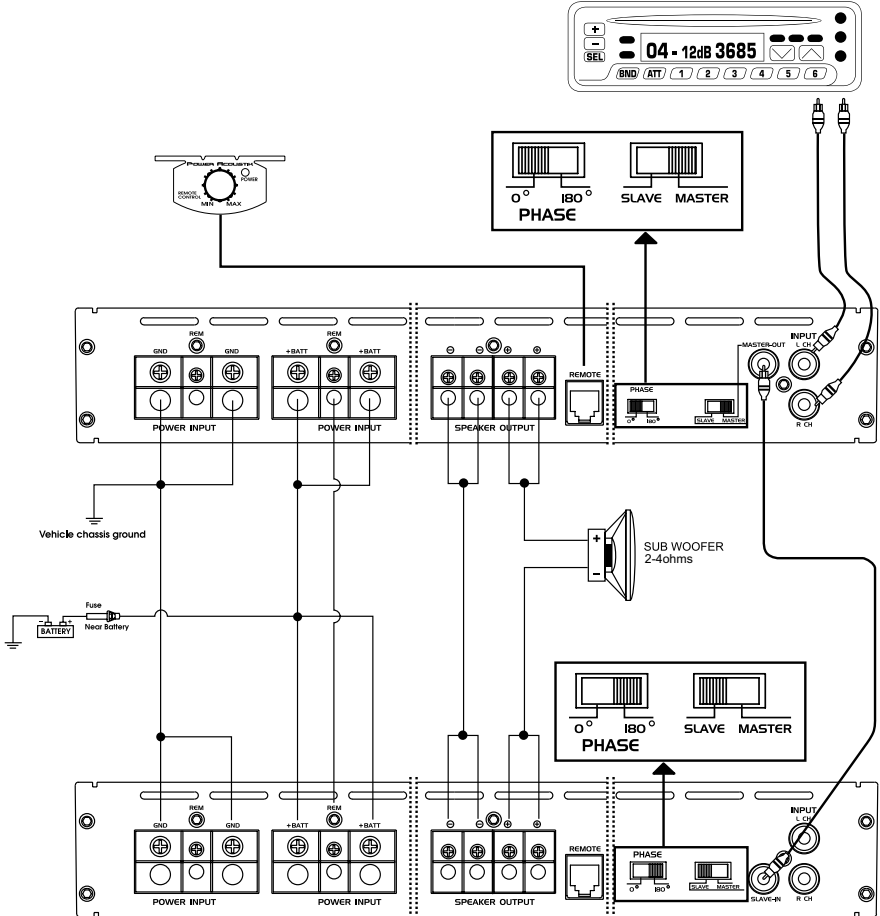 +
-
SEL
04 - 12dB 3685
BND ATT 1 2 3 4 5 6
POWER ACOUSTIK
POWER
REMOTE
CONTROL
MIN MAX
0° 180°
PHASE
SLAVE MASTER
REM
GND GND
POWER INPUT
REM
+BATT +BATT
POWER INPUT
⊖ ⊖ ⊕ ⊕
SPEAKER OUTPUT
REMOTE
PHASE
0° 180°
SLAVE MASTER
MASTER-OUT
INPUT
L CH
R CH
Vehicle chassis ground
+
-
SUB WOOFER
2-4ohms
- +
BATTERY
Fuse
Near Battery
0° 180°
PHASE
SLAVE MASTER
REM
GND GND
POWER INPUT
REM
+BATT +BATT
POWER INPUT
⊖ ⊖ ⊕ ⊕
SPEAKER OUTPUT
REMOTE
PHASE
0° 180°
SLAVE MASTER
SLAVE-IN
INPUT
L CH
R CH